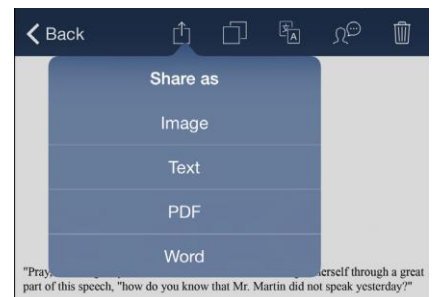 Back
Share as
Image
Text
PDF
Word
"Pray, erself through a great
part of this speech, "how do you know that Mr. Martin did not speak yesterday?"